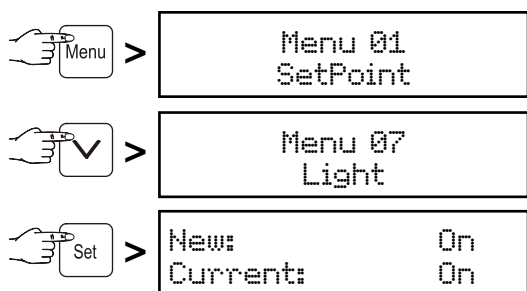 Menu > Menu 01
SetPoint
> Menu 07
Light
Set > New: On
Current: On